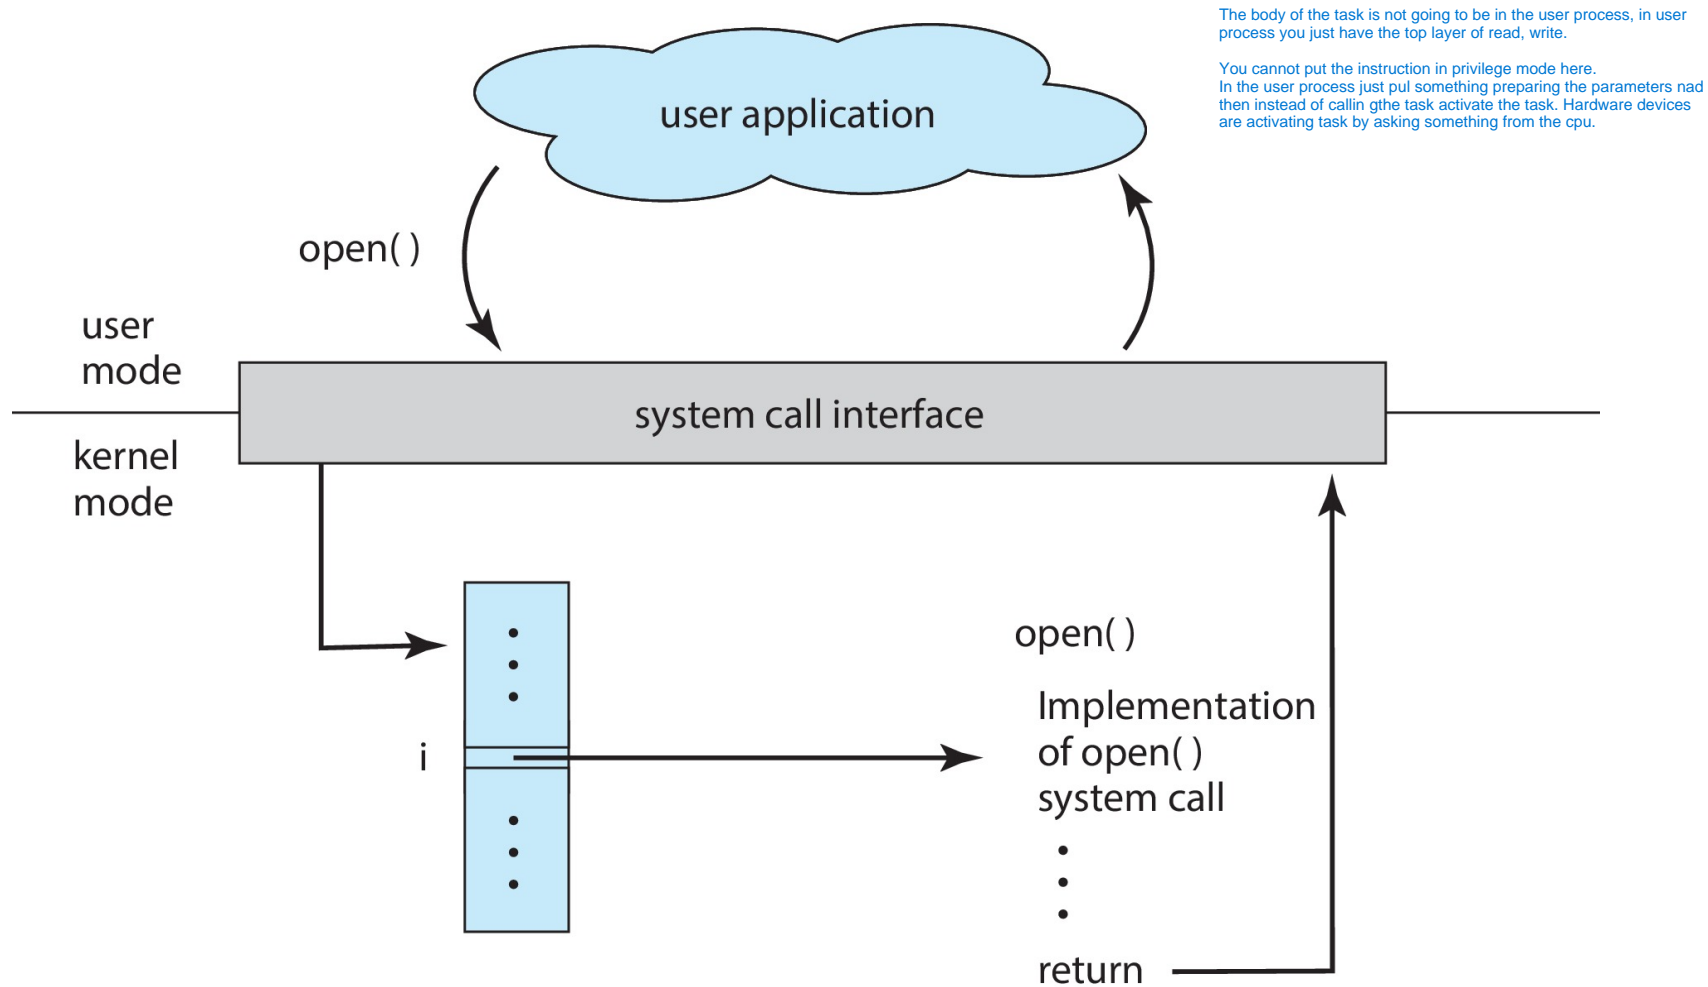 The body of the task is not going to be in the user process, in user
process you just have the top layer of read, write.
You cannot put the instruction in privilege mode here.
In the user process just pul something preparing the parameters nad
then instead of callin gthe task activate the task. Hardware devices
are activating task by asking something from the cpu.
user application
open( )
user
mode
system call interface
kernel
mode
open( )
Implementation
i
of open( )
system call
return